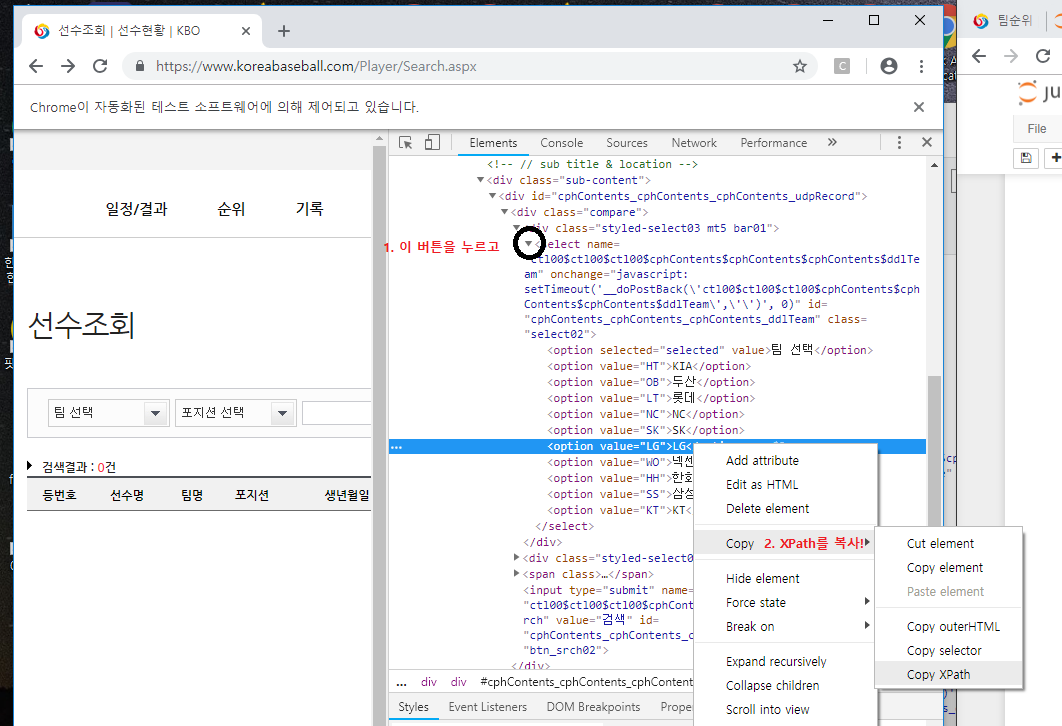 선수조회 | 선수현황 | KBO
팀순위
https://www.koreabaseball.com/Player/Search.aspx
C
Chrome이 자동화된 테스트 소프트웨어에 의해 제어되고 있습니다.
ju
File
일정/결과 순위 기록
선수조회
팀 선택 포지션 선택
검색결과 : 0건
등번호 선수명 팀명 포지션 생년월일
Elements Console Sources Network Performance »
<!-- // sub title & location -->
<div class="sub-content">
<div id="cphContents_cphContents_cphContents_udpRecord">
<div class="compare">
div class="styled-select03 mt5 bar01">
1. 이 버튼을 누르고
<select name=
"ctl00$ctl00$ctl00$cphContents$cphContents$cphContents$ddlTe
am" onchange="javascript:
setTimeout('__doPostBack(\'ctl00$ctl00$ctl00$cphContents$cph
Contents$cphContents$ddlTeam\',\'\')', 0)" id=
"cphContents_cphContents_cphContents_ddlTeam" class=
"select02">
<option selected="selected" value>팀 선택</option>
<option value="HT">KIA</option>
<option value="OB">두산</option>
<option value="LT">롯데</option>
<option value="NC">NC</option>
<option value="SK">SK</option>
... <option value="LG">LG<
<option value="WO">넥센
<option value="HH">한화
<option value="SS">삼성
<option value="KT">KT<
</select>
</div>
<div class="styled-select0
<span class>…</span>
<input type="submit" name=
"ctl00$ctl00$ctl00$cphCont
rch" value="검색" id=
"cphContents_cphContents_c
"btn_srch02">
</div>
... div div #cphContents_cphContents_cphContent
Styles Event Listeners DOM Breakpoints Proper
Add attribute
Edit as HTML
Delete element
Copy 2. XPath를 복사!
Hide element
Force state
Break on
Expand recursively
Collapse children
Scroll into view
Cut element
Copy element
Paste element
Copy outerHTML
Copy selector
Copy XPath